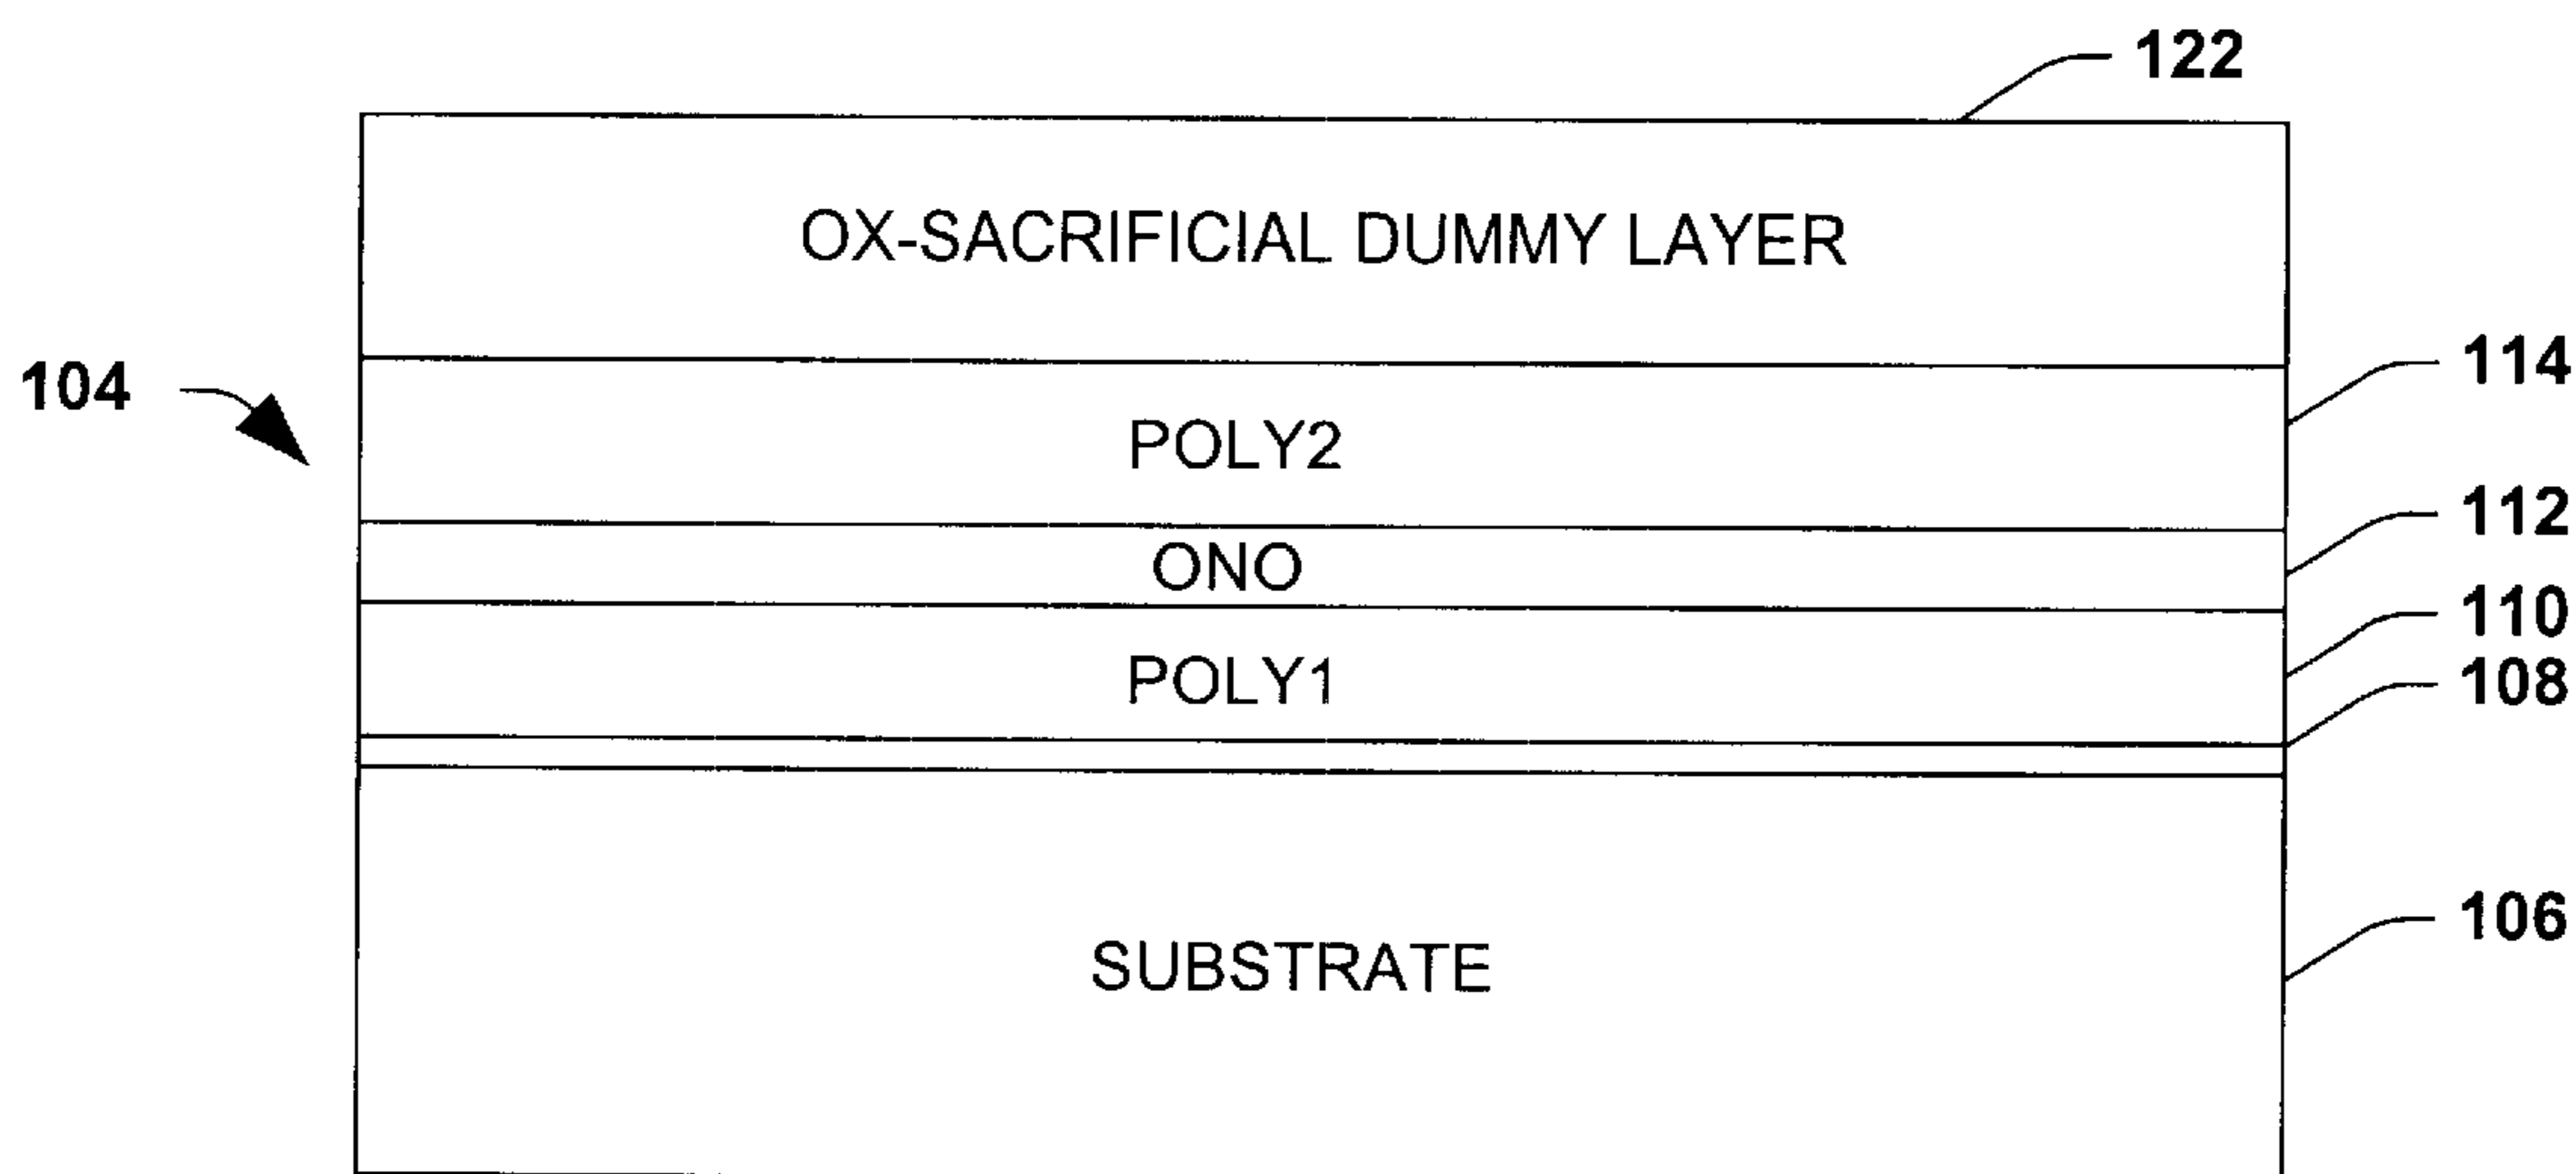 122
OX-SACRIFICIAL DUMMY LAYER
104
114
POLY2
112
ONO
110
POLY1
108
106
SUBSTRATE